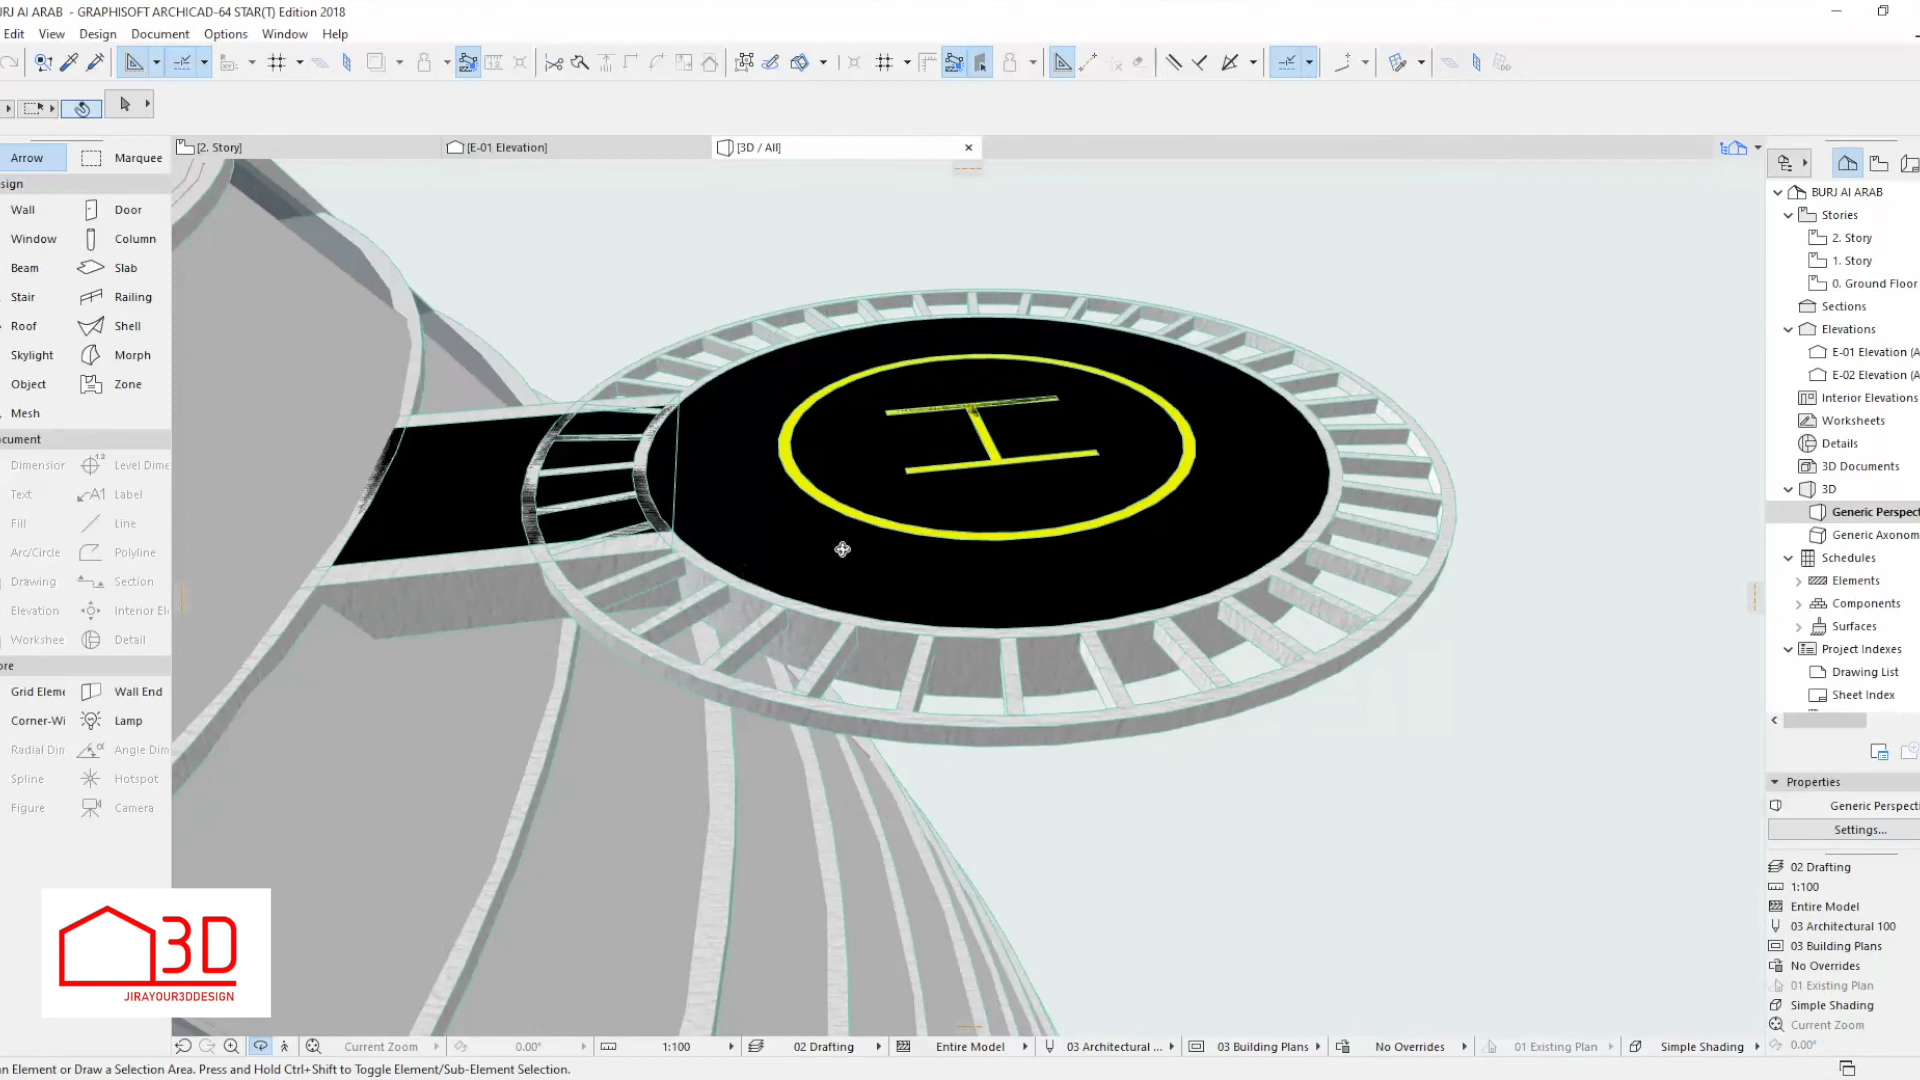 URJ Al ARAB - GRAPHISOFT ARCHICAD-64 STAR(T) Edition 2018
Edit View Design Document Options Window Help
[2. Story] [E-01 Elevation] [3D / All]
Arrow Marquee
sign
Wall Door
Window Column
Beam Slab
Stair Railing
Roof Shell
Skylight Morph
Object Zone
Mesh
cument
Dimension Level Dime
Text A1 Label
Fill Line
Arc/Circle Polyline
Drawing Section
Elevation Interior El
Workshee Detail
ore
Grid Eleme Wall End
Corner-Wi Lamp
Radial Dim Angle Dim
Spline Hotspot
Figure Camera
H
BURJ Al ARAB
Stories
2. Story
1. Story
0. Ground Floor
Sections
Elevations
E-01 Elevation (A
E-02 Elevation (A
Interior Elevations
Worksheets
Details
3D Documents
3D
Generic Perspect
Generic Axonom
Schedules
Elements
Components
Surfaces
Project Indexes
Drawing List
Sheet Index
Properties
Generic Perspecti
Settings...
02 Drafting
1:100
Entire Model
03 Architectural 100
03 Building Plans
No Overrides
01 Existing Plan
Simple Shading
Current Zoom
0.00°
3D
JIRAYOUR3DDESIGN
Current Zoom 0.00° 1:100 02 Drafting Entire Model 03 Architectural ... 03 Building Plans No Overrides 01 Existing Plan Simple Shading
n Element or Draw a Selection Area. Press and Hold Ctrl+Shift to Toggle Element/Sub-Element Selection.